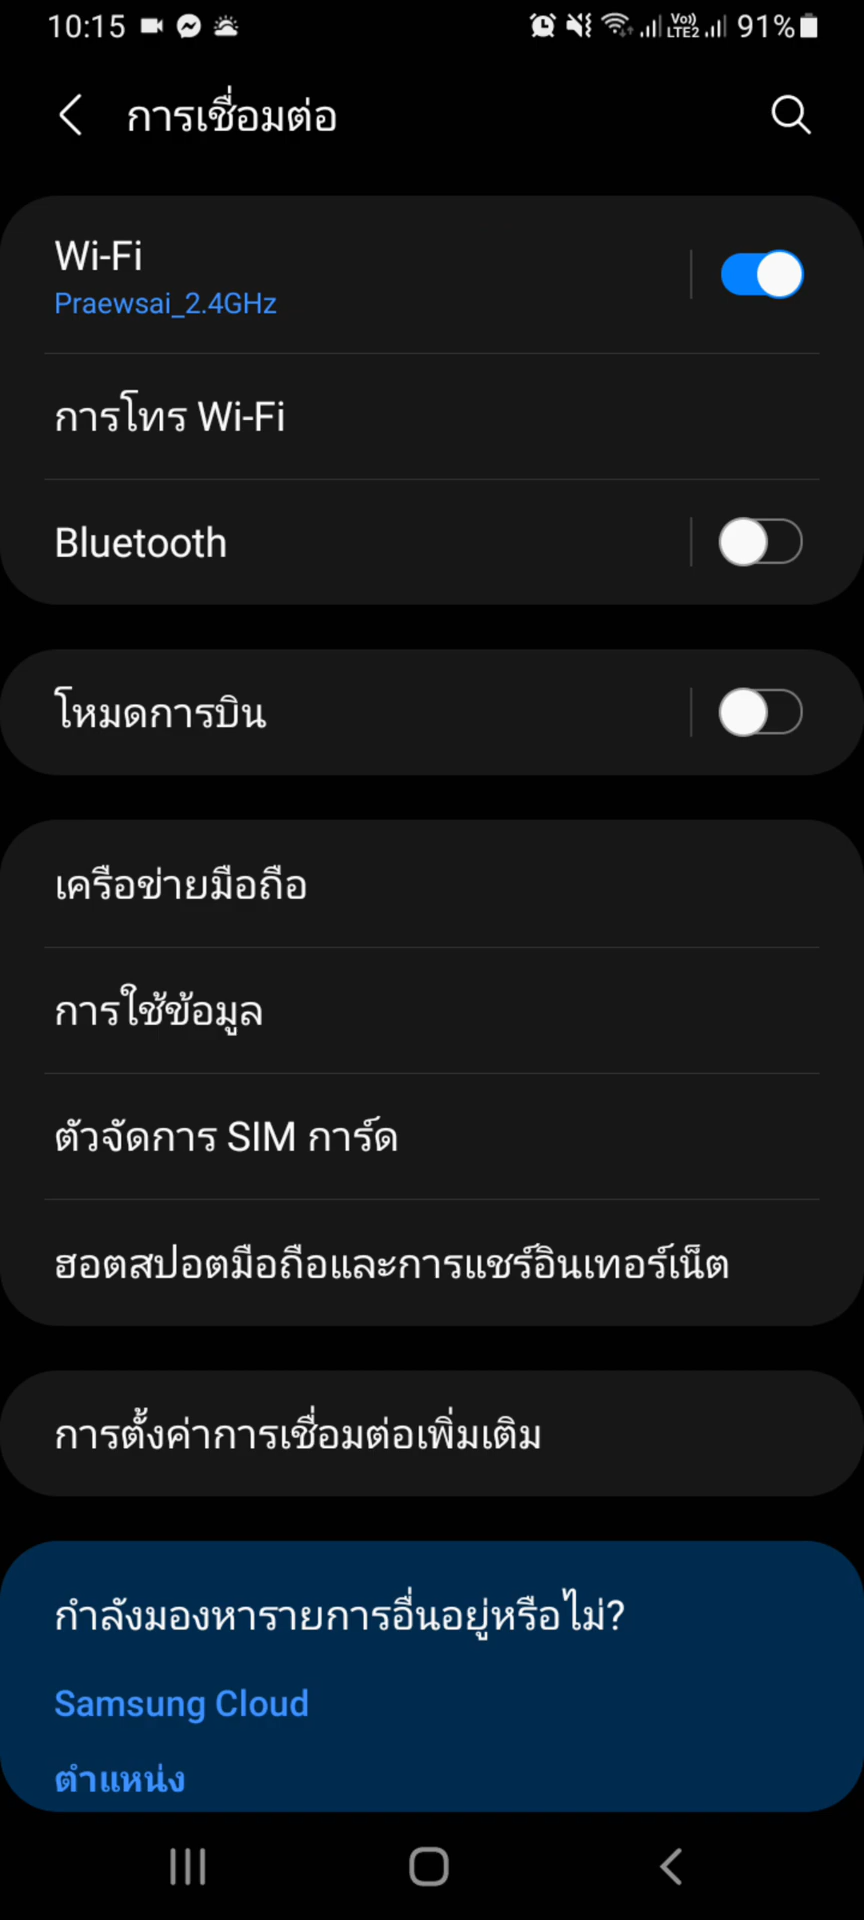 10:15 Vo)) LTE2 91%
การเชื่อมต่อ
Wi-Fi
Praewsai_2.4GHz
การโทร Wi-Fi
Bluetooth
โหมดการบิน
เครือข่ายมือถือ
การใช้ข้อมูล
ตัวจัดการ SIM การ์ด
ฮอตสปอตมือถือและการแชร์อินเทอร์เน็ต
การตั้งค่าการเชื่อมต่อเพิ่มเติม
กำลังมองหารายการอื่นอยู่หรือไม่?
Samsung Cloud
ตำแหน่ง